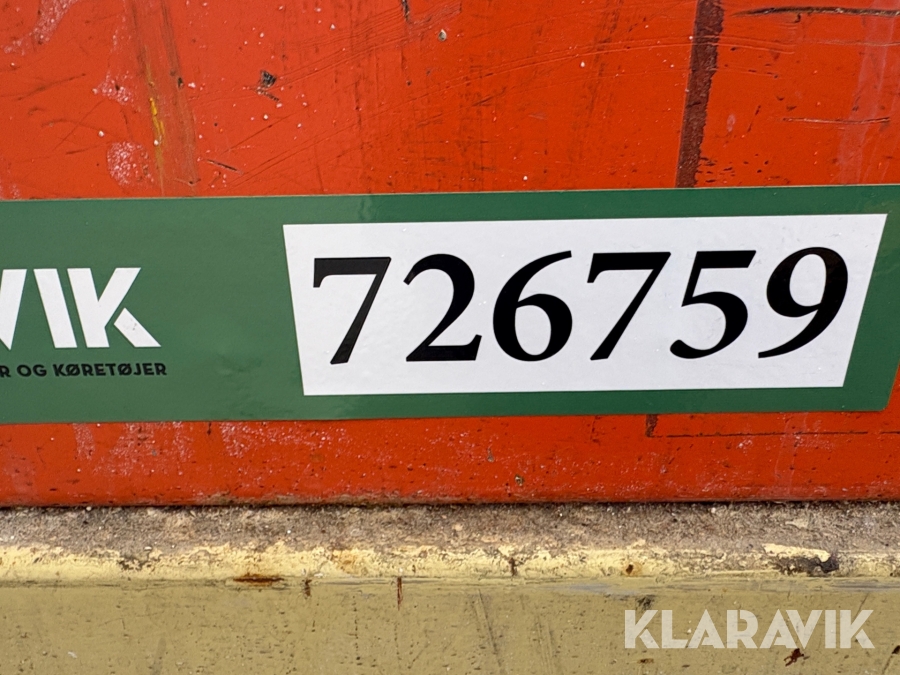 VIK
R OG KØRETØJER
726759
KLARAVIK